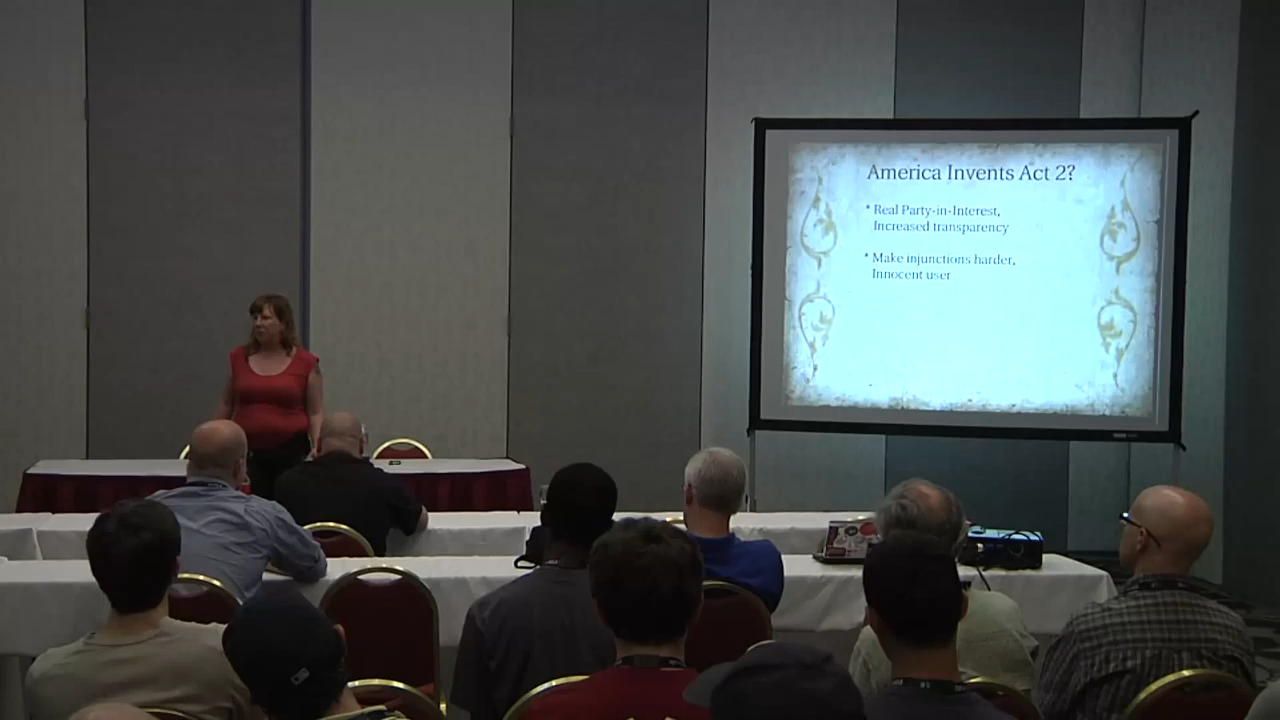 America Invents Act 2?
* Real Party-in-Interest,
Increased transparency
* Make injunctions harder,
Innocent user